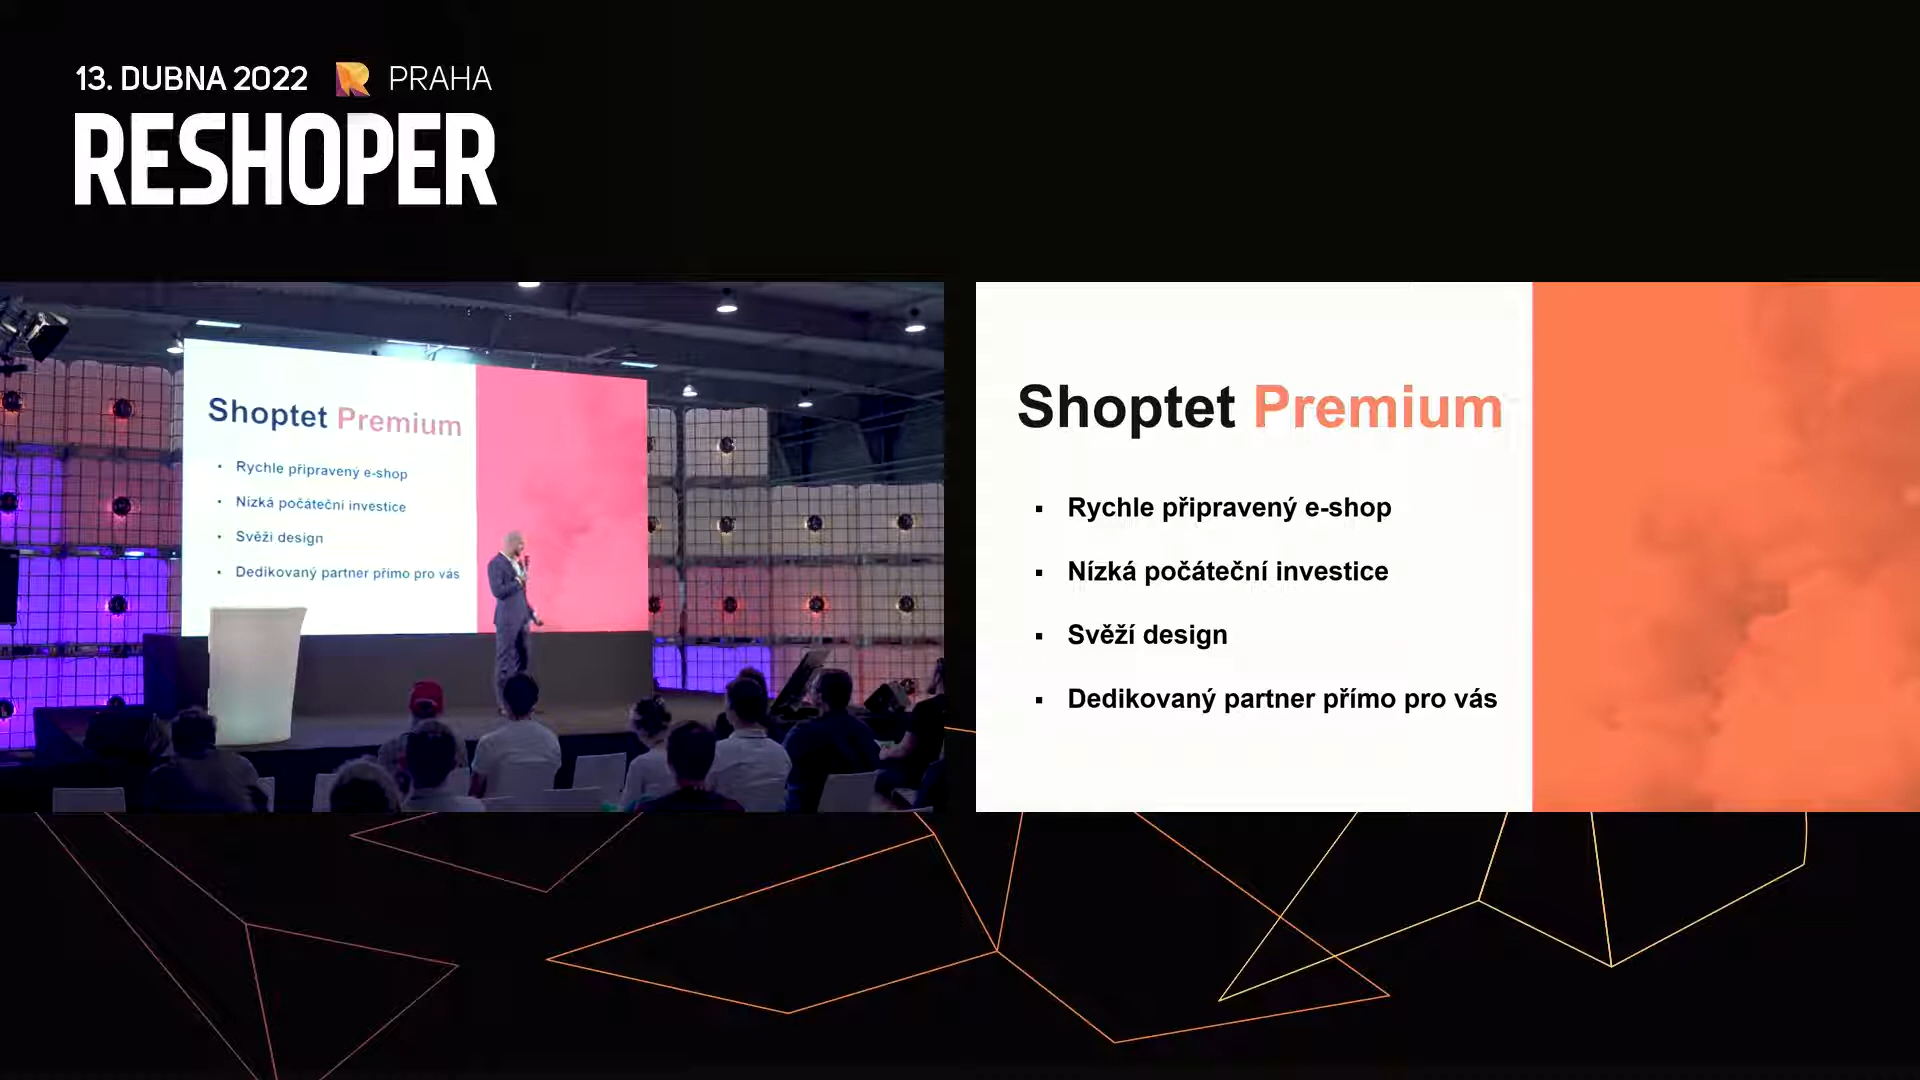 13. DUBNA 2022 PRAHA
RESHOPER
Shoptet Premium
Rychle připravený e-shop
Nízká počáteční investice
Svěží design
Dedikovaný partner přímo pro vás
Shoptet Premium
Rychle připravený e-shop
Nízká počáteční investice
Svěží design
Dedikovaný partner přímo pro vás